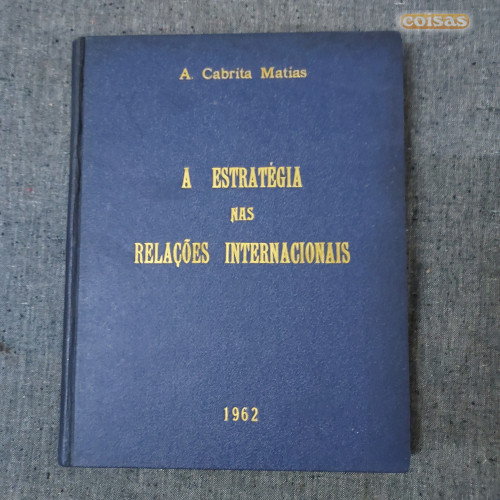 coisas
A. Cabrita Matias
A ESTRATÉGIA
NAS
RELAÇÕES INTERNACIONAIS
1962